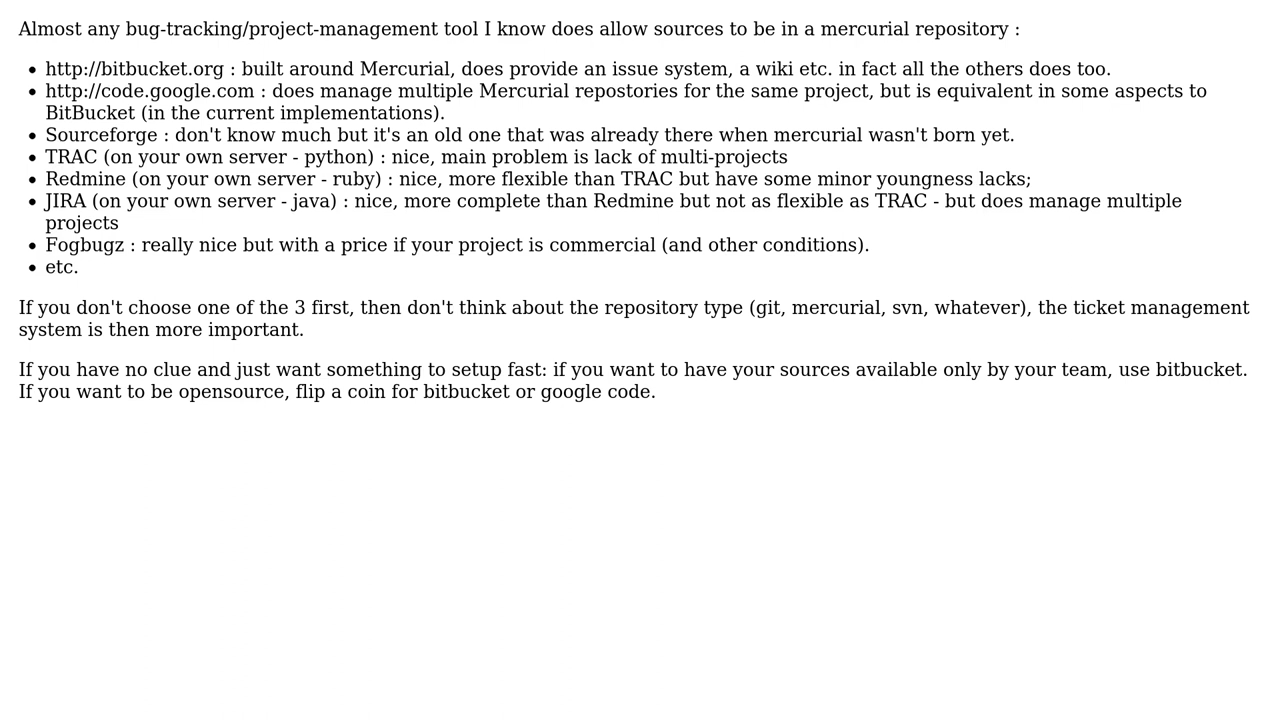 Almost any bug-tracking/project-management tool I know does allow sources to be in a mercurial repository :
• http://bitbucket.org : built around Mercurial, does provide an issue system, a wiki etc. in fact all the others does too.
• http://code.google.com : does manage multiple Mercurial repostories for the same project, but is equivalent in some aspects to
BitBucket (in the current implementations).
• Sourceforge : don't know much but it's an old one that was already there when mercurial wasn't born yet.
• TRAC (on your own server - python) : nice, main problem is lack of multi-projects
• Redmine (on your own server - ruby) : nice, more flexible than TRAC but have some minor youngness lacks;
• JIRA (on your own server - java) : nice, more complete than Redmine but not as flexible as TRAC - but does manage multiple
projects
• Fogbugz : really nice but with a price if your project is commercial (and other conditions).
• etc.
If you don't choose one of the 3 first, then don't think about the repository type (git, mercurial, svn, whatever), the ticket management
system is then more important.
If you have no clue and just want something to setup fast: if you want to have your sources available only by your team, use bitbucket.
If you want to be opensource, flip a coin for bitbucket or google code.